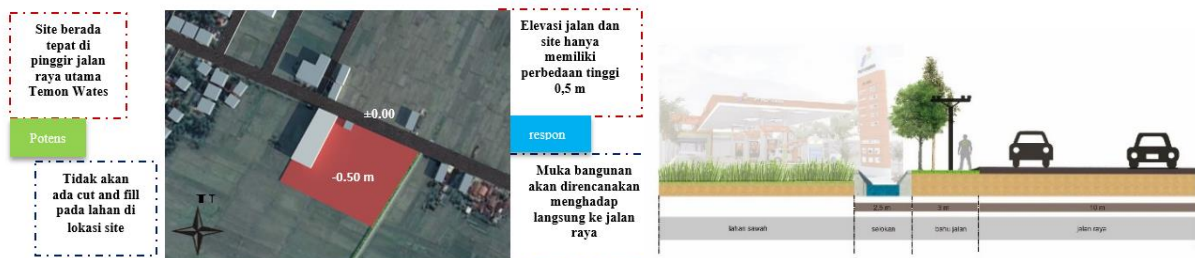 Site berada
tepat di
pinggir jalan
raya utama
Temon Wates
Potens
Tidak akan
ada cut and fill
pada lahan di
lokasi site
±0,00
-0.50 m
U
Elevasi jalan dan
site hanya
memiliki
perbedaan tinggi
0,5 m
respon
Muka bangunan
akan direncanakan
menghadap
langsung ke jalan
raya
2,5 m
3 m
10 m
lahan sawah
selokan
bahu jalan
jalan raya